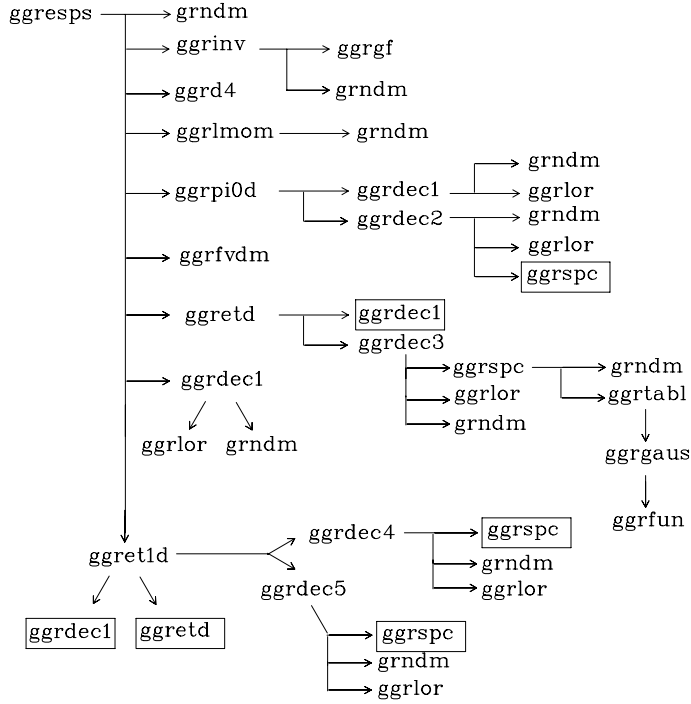 ggresps grndm
ggrinv ggrgf
ggrd4 grndm
ggrlmom grndm
grndm
ggrpi0d ggrdec1 ggrlor
ggrdec2 grndm
ggrlor
ggrfvdm
ggrspc
ggretd ggrdec1
ggrdec3
ggrspc grndm
ggrdec1 ggrlor ggrtabl
grndm
ggrlor grndm ggrgaus
ggrfun
ggret1d ggrdec4 ggrspc
grndm
ggrdec5 ggrlor
ggrdec1 ggretd ggrspc
grndm
ggrlor